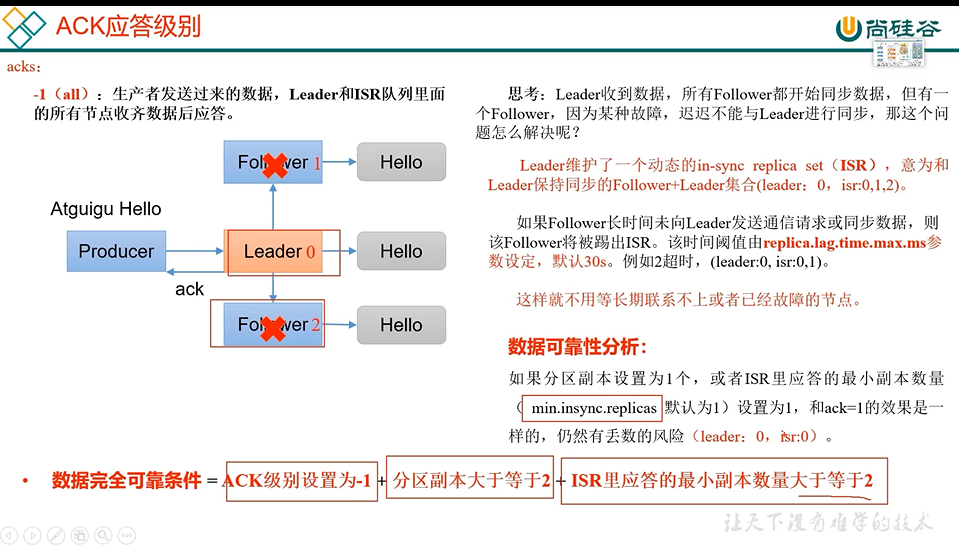 ACK应答级别
尚硅谷
acks：
-1（all）：生产者发送过来的数据，Leader和ISR队列里面
的所有节点收齐数据后应答。
Follower 1
Hello
Atguigu Hello
Producer
Leader 0
Hello
ack
Follower 2
Hello
思考：Leader收到数据，所有Follower都开始同步数据，但有一
个Follower，因为某种故障，迟迟不能与Leader进行同步，那这个问
题怎么解决呢？
Leader维护了一个动态的in-sync replica set（ISR），意为和
Leader保持同步的Follower+Leader集合(leader：0，isr:0,1,2)。
如果Follower长时间未向Leader发送通信请求或同步数据，则
该Follower将被踢出ISR。该时间阈值由replica.lag.time.max.ms参
数设定，默认30s。例如2超时，(leader:0, isr:0,1)。
这样就不用等长期联系不上或者已经故障的节点。
数据可靠性分析：
如果分区副本设置为1个，或者ISR里应答的最小副本数量
（ min.insync.replicas 默认为1）设置为1，和ack=1的效果是一
样的，仍然有丢数的风险（leader：0，isr:0）。
• 数据完全可靠条件 = ACK级别设置为-1 + 分区副本大于等于2 + ISR里应答的最小副本数量大于等于2
让天下没有难学的技术